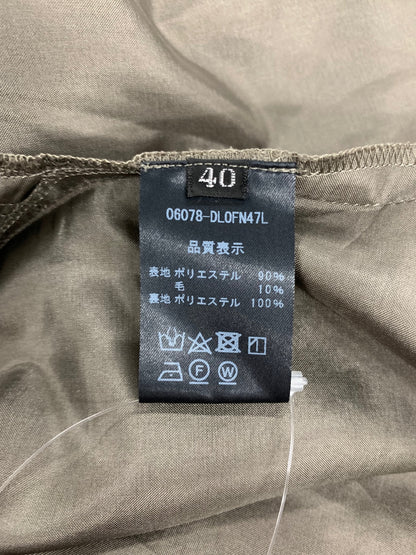 40
06078-DL0FN47L
品質表示
表地 ポリエステル 90%
毛 10%
裏地 ポリエステル 100%
F W